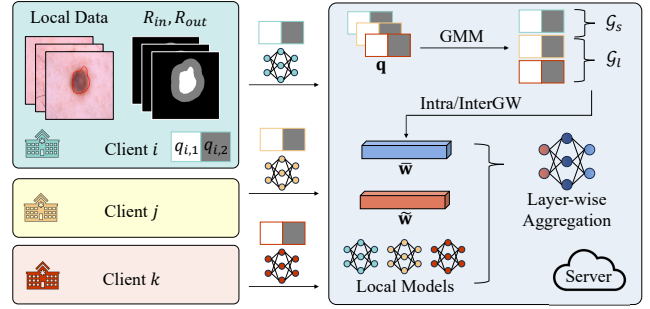 Local Data
R_in, R_out
Client i
q_{i,1} q_{i,2}
Client j
Client k
q
GMM
G_s
G_l
Intra/InterGW
w̅
w̃
Layer-wise
Aggregation
Local Models
Server